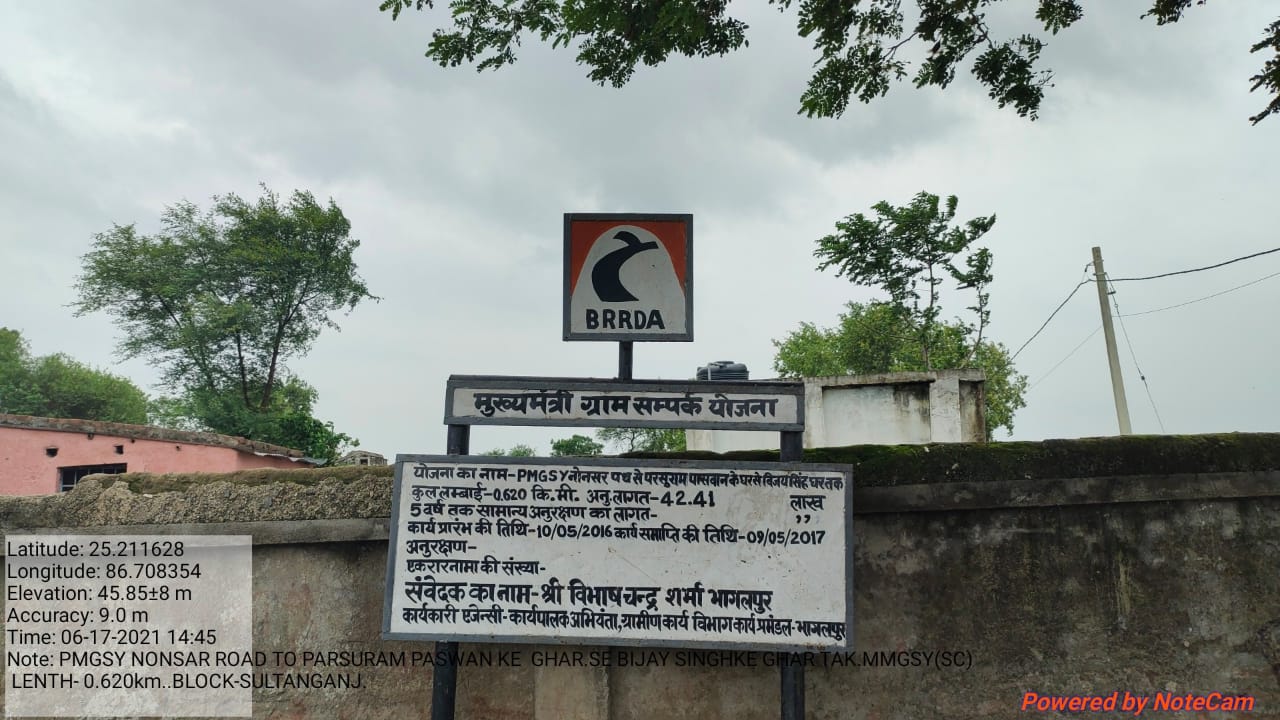 BRRDA
मुख्यमंत्री ग्राम सम्पर्क योजना
योजना का नाम-PMGSY नोनसर पथ से परसुराम पासवान के घर से विजय सिंह घर तक
कुल लम्बाई-0.620 कि.मी. अनु.लागत-42.41 लाख
5 वर्ष तक सामान्य अनुरक्षण का लागत- ,,
कार्य प्रारंभ की तिथि-10/05/2016 कार्य समाप्ति की तिथि-09/05/2017
अनुरक्षण-
एकरारनामा की संख्या-
संवेदक का नाम-श्री विभाष चन्द्र शर्मा भागलपुर
कार्यकारी एजेन्सी-कार्यपालक अभियंता,ग्रामीण कार्य विभाग कार्य प्रमंडल-भागलपुर
Latitude: 25.211628
Longitude: 86.708354
Elevation: 45.85±8 m
Accuracy: 9.0 m
Time: 06-17-2021 14:45
Note: PMGSY NONSAR ROAD TO PARSURAM PASWAN KE GHAR.SE BIJAY SINGHKE GHAR TAK.MMGSY(SC)
LENTH- 0.620km..BLOCK-SULTANGANJ.
Powered by NoteCam